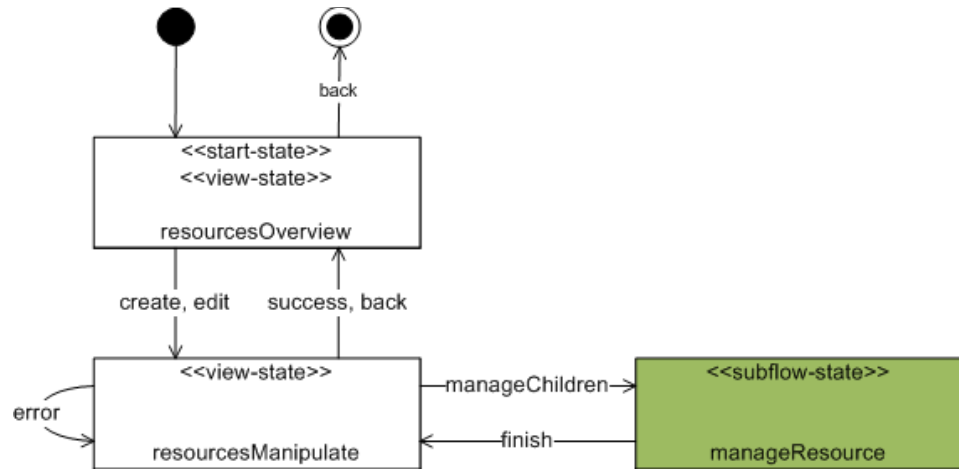 back
<<start-state>>
<<view-state>>
resourcesOverview
create, edit
success, back
<<view-state>>
error
resourcesManipulate
manageChildren
finish
<<subflow-state>>
manageResource